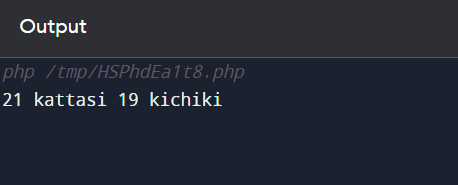 Output
php /tmp/HSPhdEa1t8.php
21 kattasi 19 kichiki